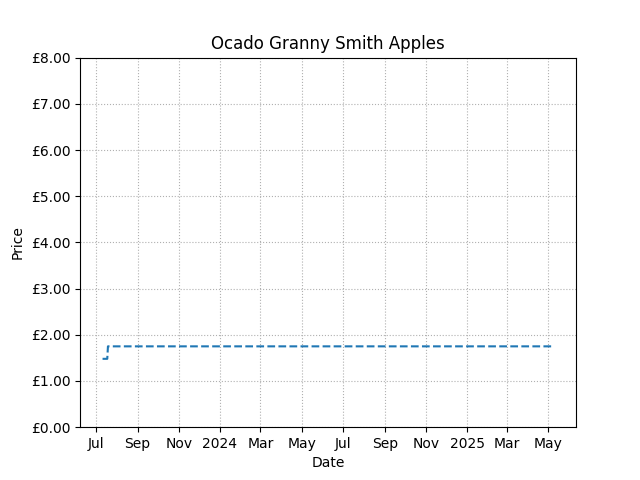 Ocado Granny Smith Apples
£8.00
£7.00
£6.00
£5.00
£4.00
£3.00
£2.00
£1.00
£0.00
Price
Jul Sep Nov 2024 Mar May Jul Sep Nov 2025 Mar May
Date